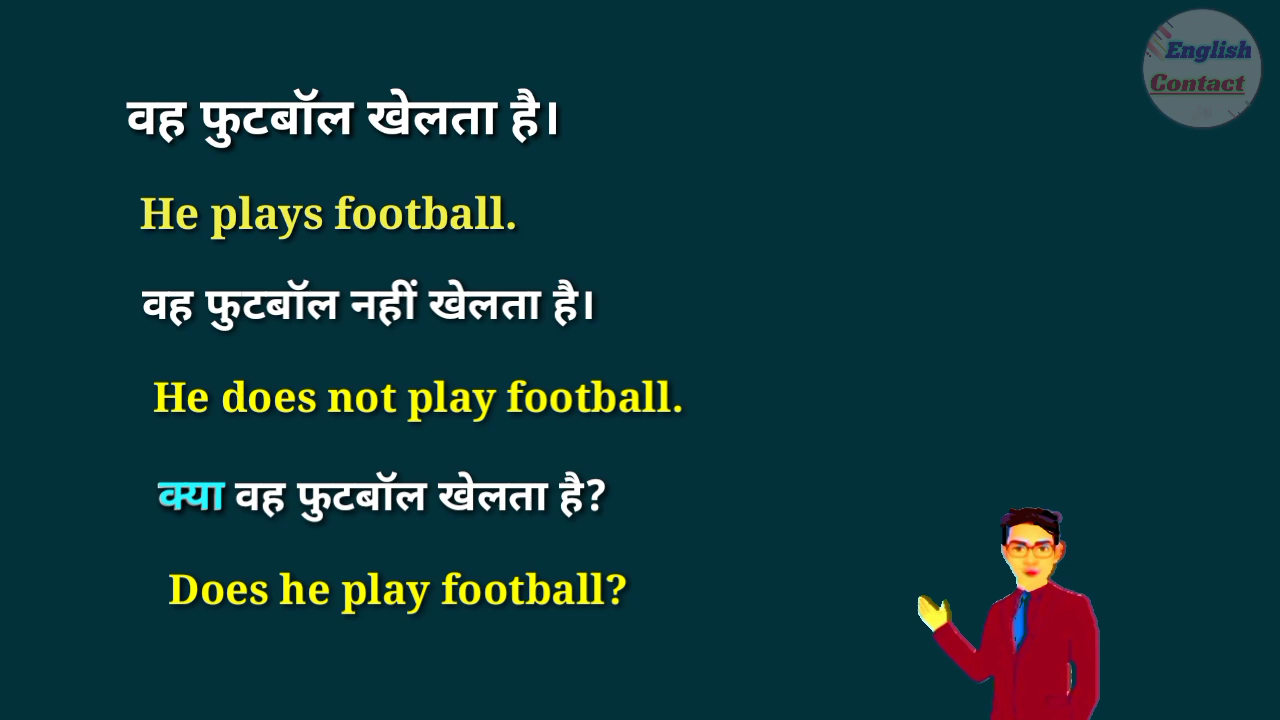 English
Contact
वह फुटबॉल खेलता है।
He plays football.
वह फुटबॉल नहीं खेलता है।
He does not play football.
क्या वह फुटबॉल खेलता है?
Does he play football?